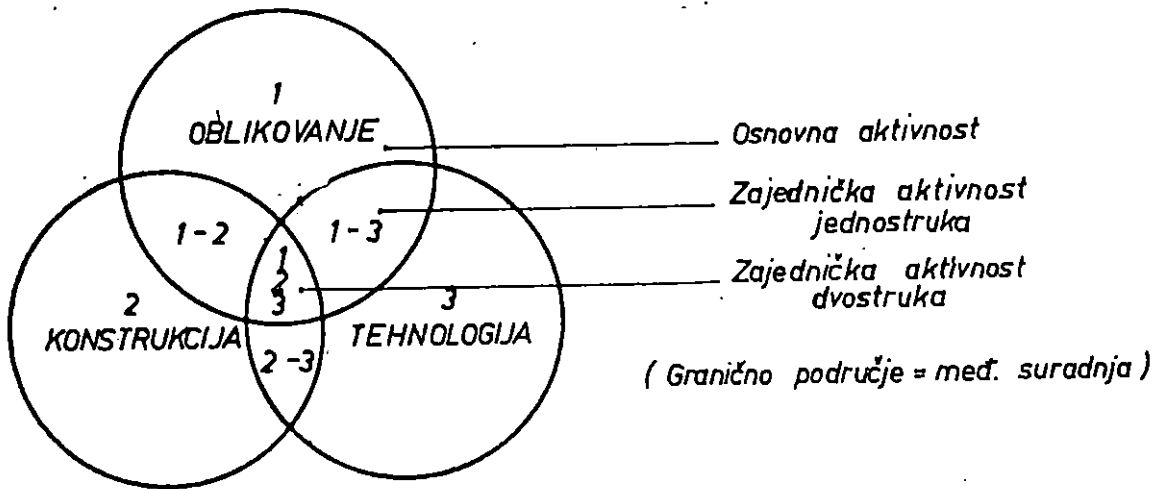 1
OBLIKOVANJE
Osnovna aktivnost
Zajednička aktivnost
jednostruka
1-2
1-3
1
2
3
Zajednička aktivnost
dvostruka
2
KONSTRUKCIJA
3
TEHNOLOGIJA
2-3
( Granično područje = međ. suradnja )